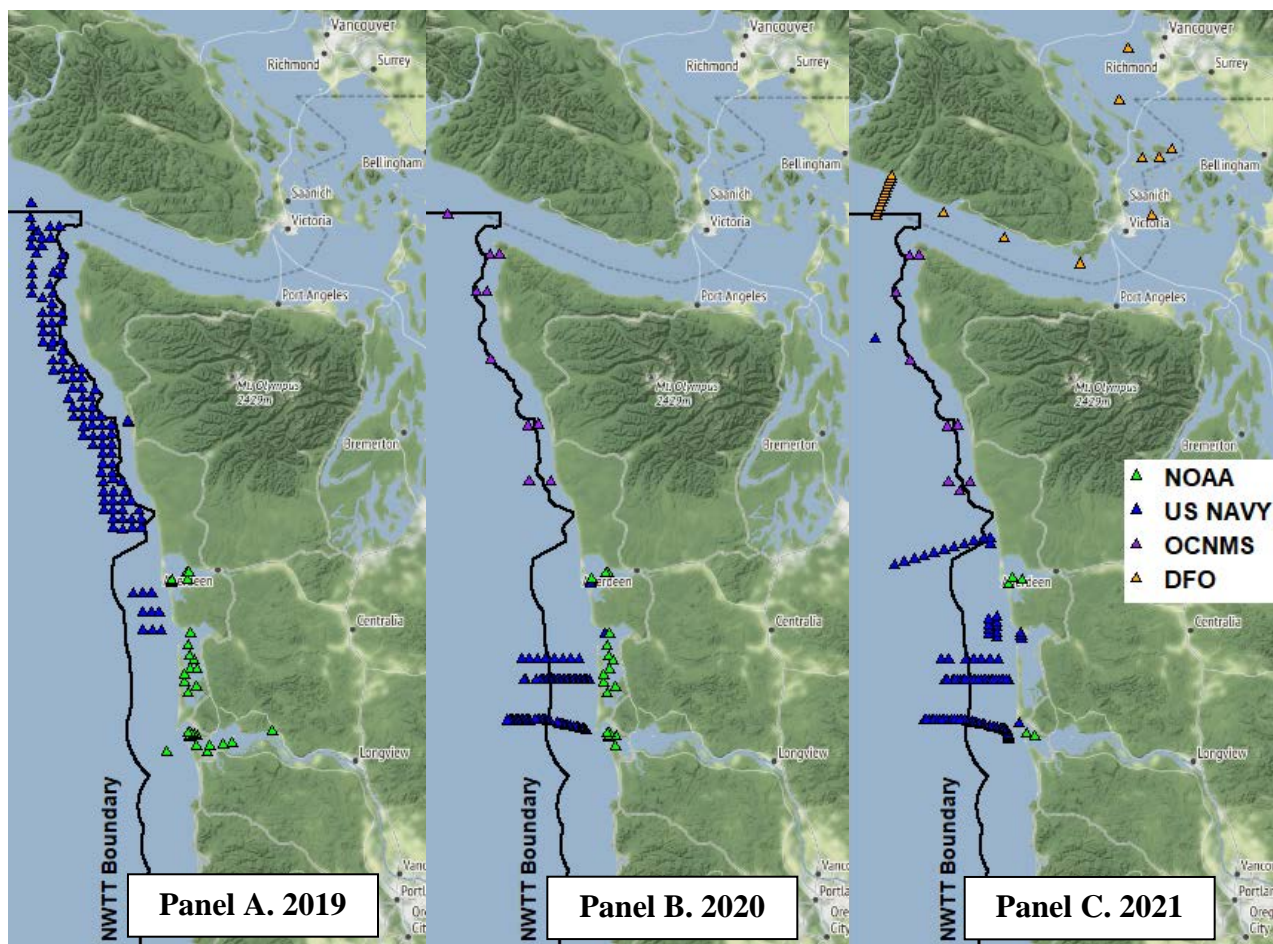 Vancouver
Richmond
Surrey
Bellingham
Saanich
Victoria
Port Angeles
Mt Olympus
2429m
Bremerton
Aberdeen
Centralia
Longview
NWTT Boundary
Panel A. 2019
Vancouver
Richmond
Surrey
Bellingham
Saanich
Victoria
Port Angeles
Mt Olympus
2429m
Bremerton
Aberdeen
Centralia
Longview
NWTT Boundary
Panel B. 2020
Vancouver
Richmond
Surrey
Bellingham
Saanich
Victoria
Port Angeles
Mt Olympus
2429m
Bremerton
NOAA
US NAVY
OCNMS
DFO
Aberdeen
Centralia
Longview
NWTT Boundary
Panel C. 2021